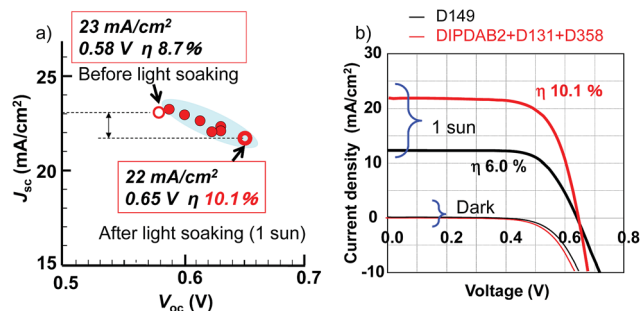 a)
23 mA/cm²
0.58 V η 8.7%
Before light soaking
27
23
19
15
Jsc (mA/cm²)
22 mA/cm²
0.65 V η 10.1%
After light soaking (1 sun)
0.5
0.6
0.7
Voc (V)
b)
D149
DIPDAB2+D131+D358
30
20
10
0
-10
Current density (mA/cm²)
η 10.1 %
1 sun
η 6.0 %
Dark
0.0
0.2
0.4
0.6
0.8
Voltage (V)